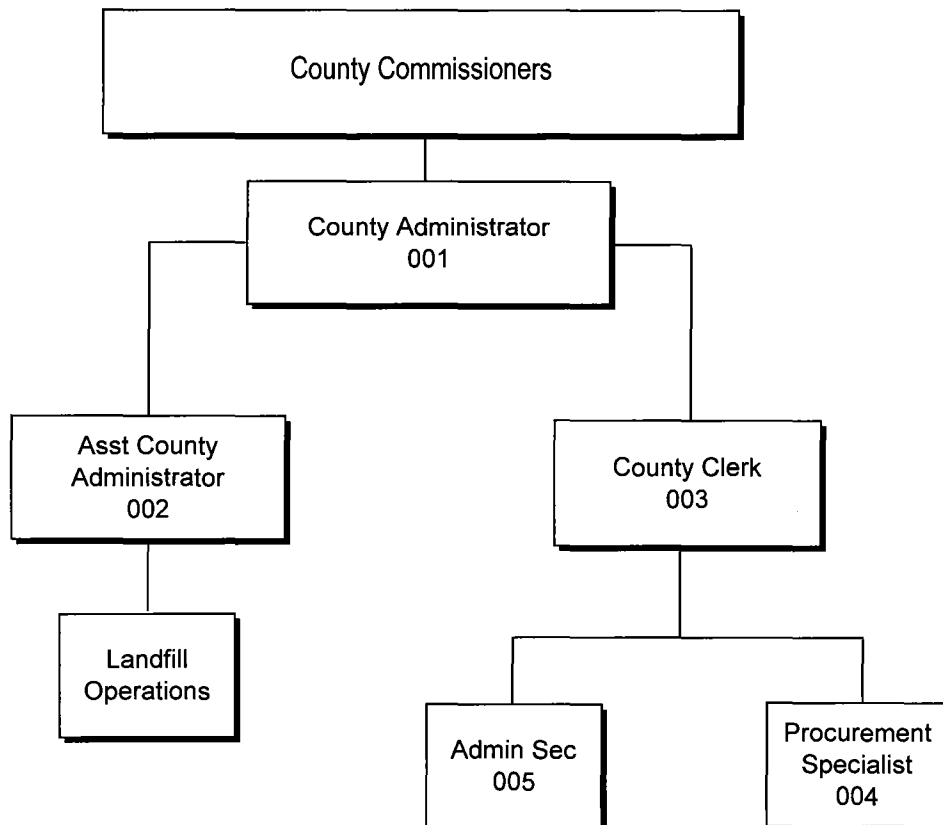 County Commissioners
County Administrator
001
Asst County
Administrator
002
County Clerk
003
Landfill
Operations
Admin Sec
005
Procurement
Specialist
004